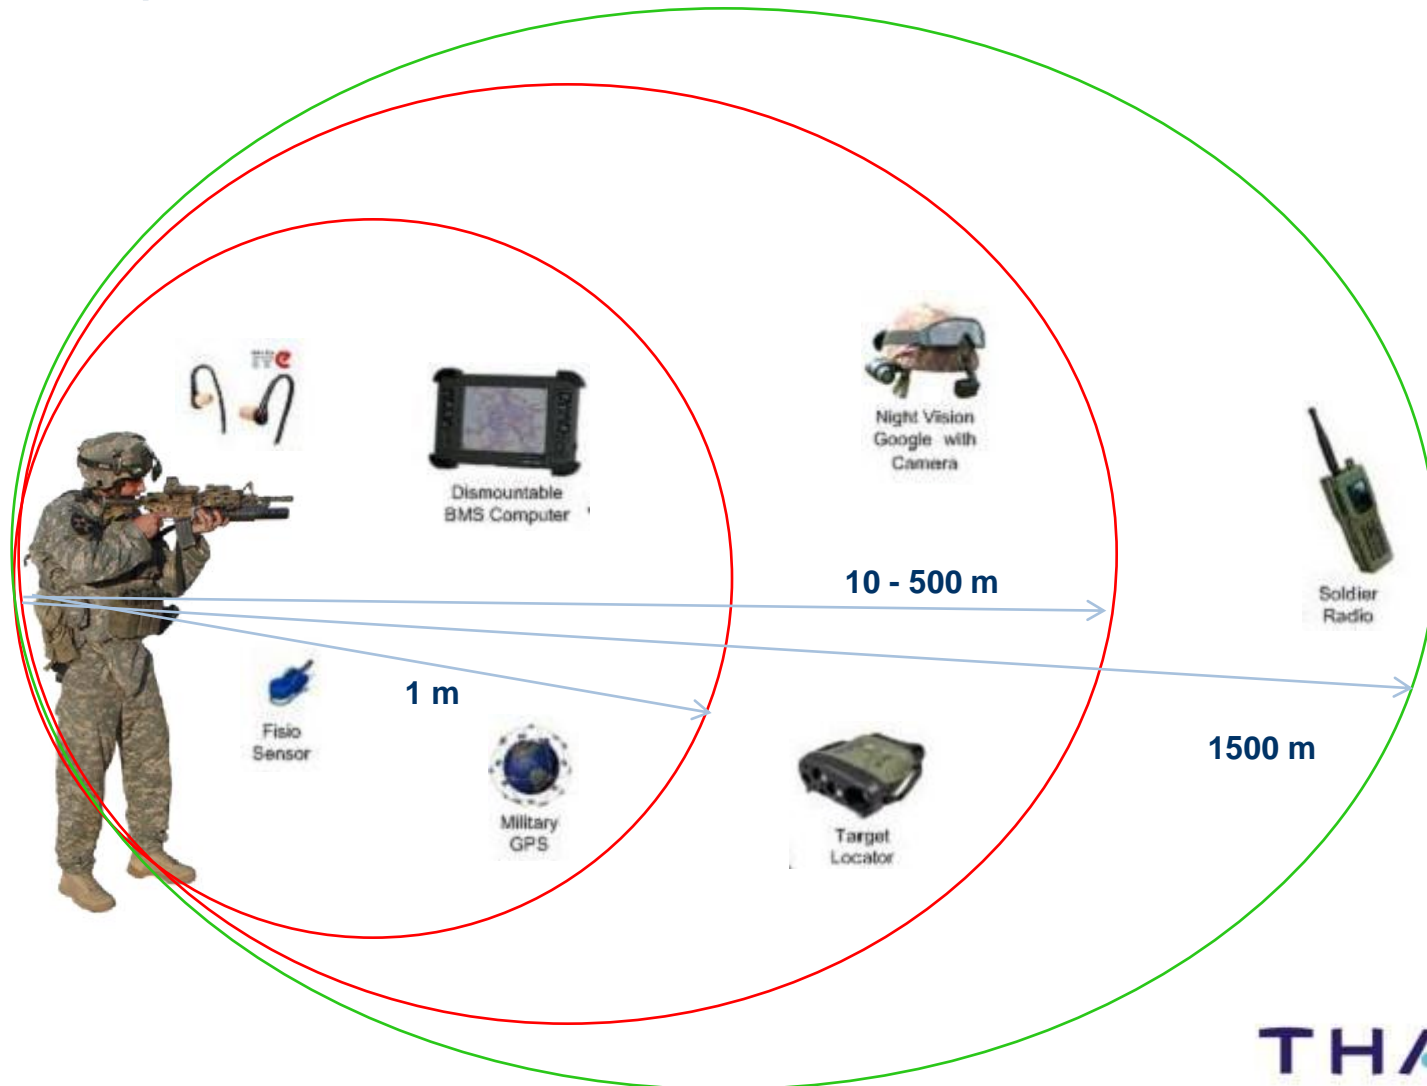 Dismountable
BMS Computer
Night Viision
Google with
Camera
10 - 500 m
Soldier
Radio
1 m
Fisio
Sensor
1500 m
Military
GPS
Target
Locator
THA